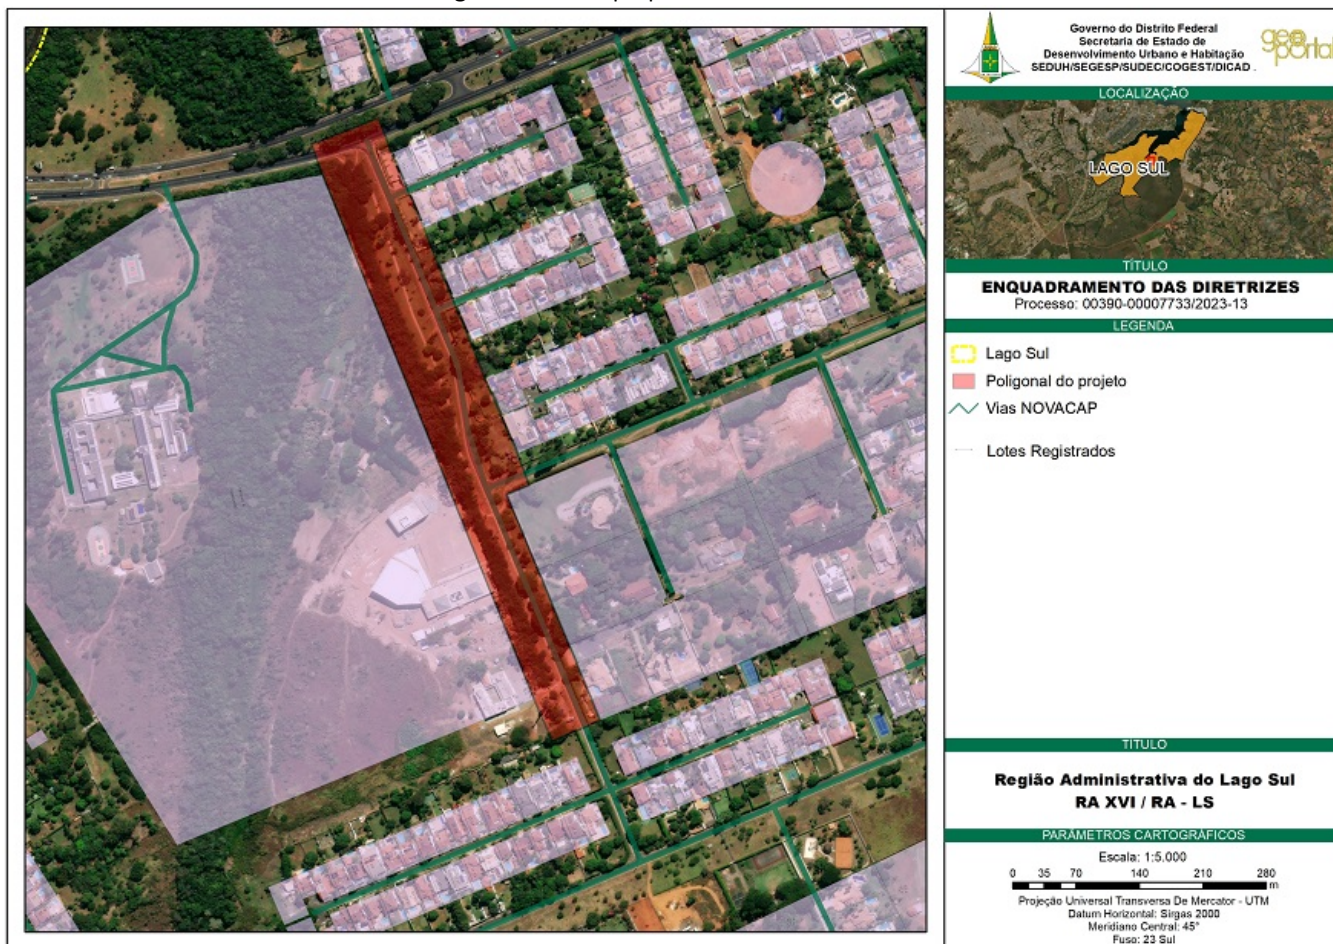 Governo do Distrito Federal
Secretaria de Estado de
Desenvolvimento Urbano e Habitação
SEDUH/SEGESP/SUDEC/COGEST/DICAD .
geo
portal
LOCALIZAÇÃO
LAGO SUL
TÍTULO
ENQUADRAMENTO DAS DIRETRIZES
Processo: 00390-00007733/2023-13
LEGENDA
Lago Sul
Poligonal do projeto
Vias NOVACAP
Lotes Registrados
TÍTULO
Região Administrativa do Lago Sul
RA XVI / RA - LS
PARÂMETROS CARTOGRÁFICOS
Escala: 1:5.000
0 35 70 140 210 280
m
Projeção Universal Transversa De Mercator - UTM
Datum Horizontal: Sirgas 2000
Meridiano Central: 45°
Fuso: 23 Sul